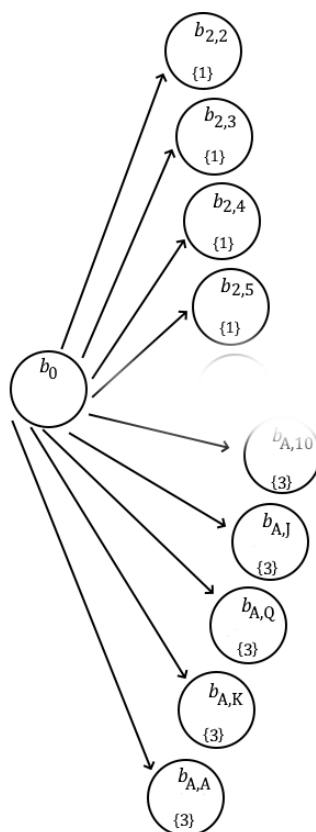 b2,2
{1}
b2,3
{1}
b2,4
{1}
b2,5
{1}
b0
bA,10
{3}
bA,J
{3}
bA,Q
{3}
bA,K
{3}
bA,A
{3}